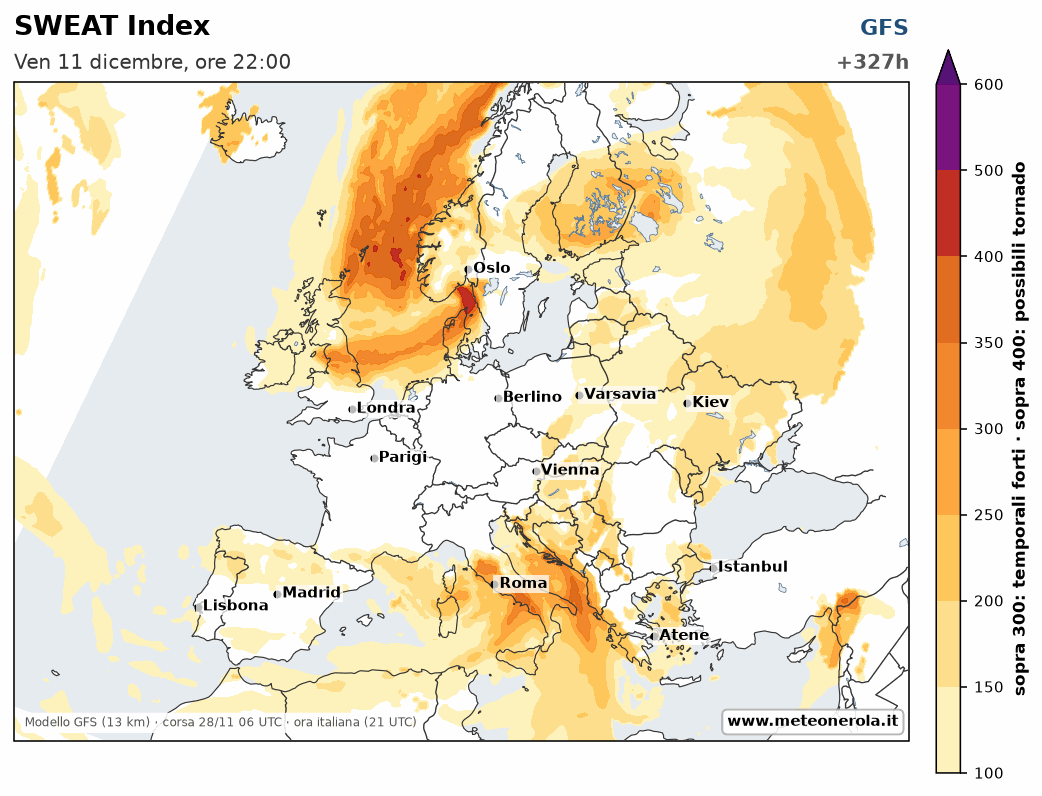 SWEAT Index
GFS
Ven 11 dicembre, ore 22:00
+327h
600
500
400
350
300
250
200
150
100
sopra 300: temporali forti · sopra 400: possibili tornado
Oslo
Berlino
Varsavia
Kiev
Londra
Parigi
Vienna
Istanbul
Roma
Madrid
Lisbona
Atene
Modello GFS (13 km) · corsa 28/11 06 UTC · ora italiana (21 UTC)
www.meteonerola.it